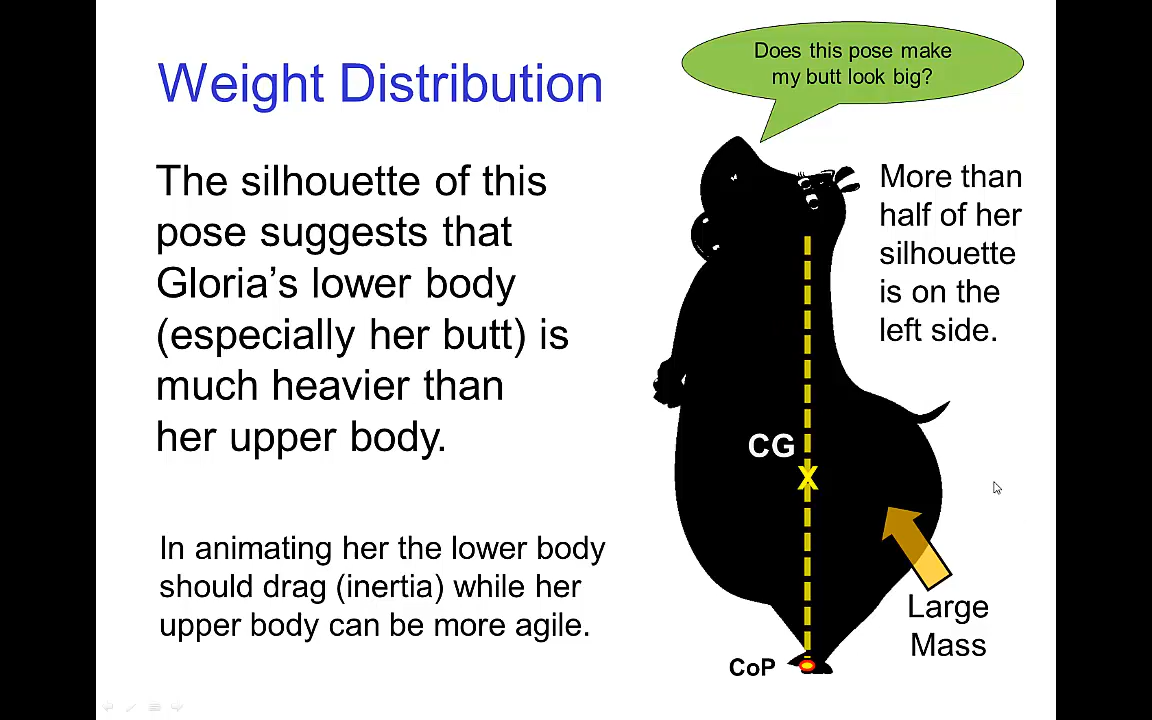 Weight Distribution
Does this pose make
my butt look big?
The silhouette of this
pose suggests that
Gloria’s lower body
(especially her butt) is
much heavier than
her upper body.
More than
half of her
silhouette
is on the
left side.
CG
X
In animating her the lower body
should drag (inertia) while her
upper body can be more agile.
Large
Mass
CoP